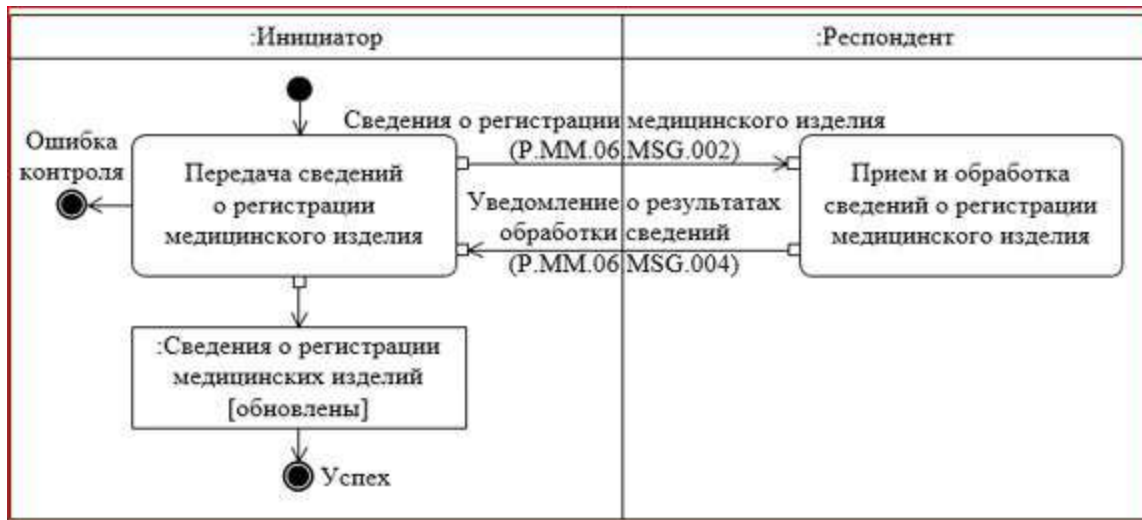 :Инициатор
:Респондент
Ошибка
контроля
Передача сведений
о регистрации
медицинского изделия
Сведения о регистрации медицинского изделия
(P.MM.06.MSG.002)
Уведомление о результатах
обработки сведений
(P.MM.06.MSG.004)
Прием и обработка
сведений о регистрации
медицинского изделия
:Сведения о регистрации
медицинских изделий
[обновлены]
Успех